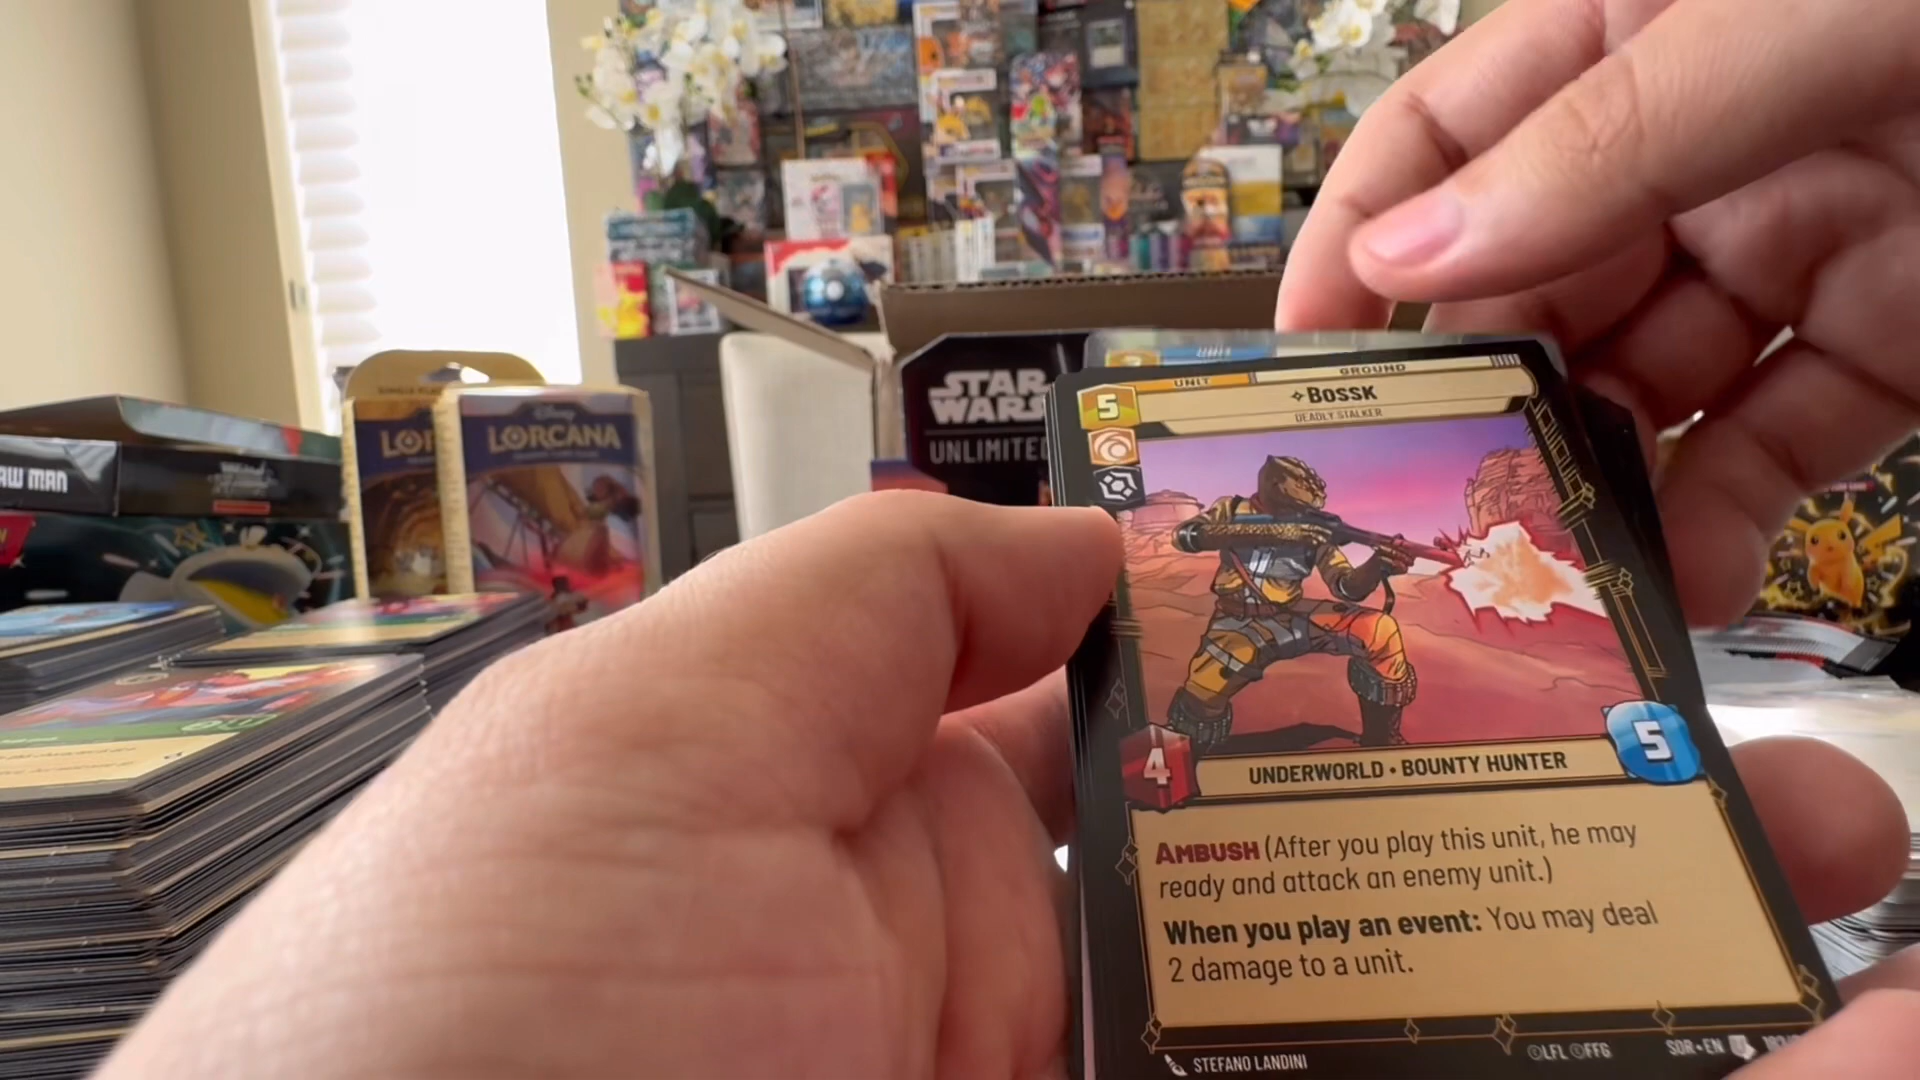 STAR
WARS
UNLIMITED
LORCANA
Disney
LORCANA
AW MAN
UNIT
UNIT
GROUND
5
BOSSK
DEADLY STALKER
4
5
UNDERWORLD • BOUNTY HUNTER
AMBUSH (After you play this unit, he may
ready and attack an enemy unit.)
When you play an event: You may deal
2 damage to a unit.
STEFANO LANDINI
©LFL ©FFG
SOR • EN